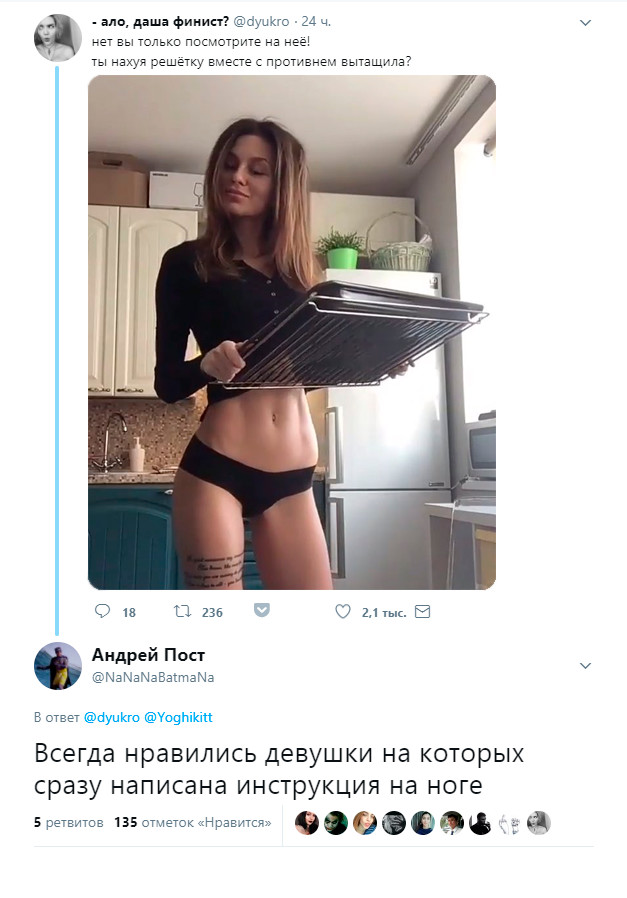 - ало, даша финист? @dyukro · 24 ч.
нет вы только посмотрите на неё!
ты нахуя решётку вместе с противнем вытащила?
18 236 2,1 тыс.
Андрей Пост
@NaNaNaBatmaNa
В ответ @dyukro @Yoghikitt
Всегда нравились девушки на которых
сразу написана инструкция на ноге
5 ретвитов 135 отметок «Нравится»